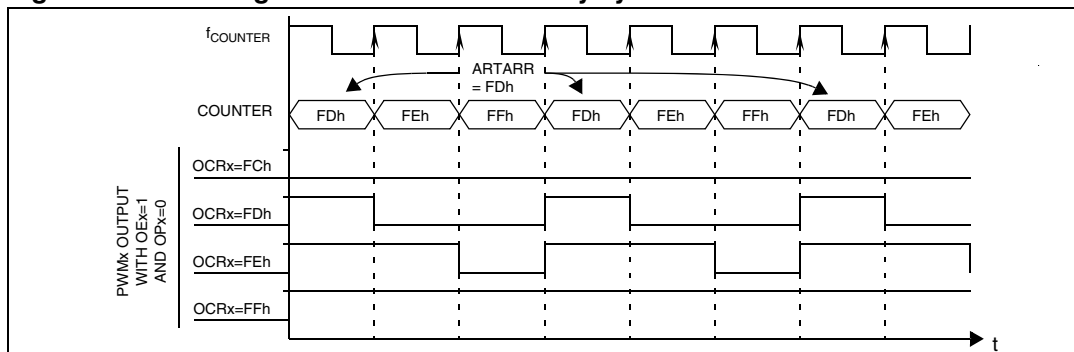 fCOUNTER
ARTARR
= FDh
COUNTER
FDh FEh FFh FDh FEh FFh FDh FEh
PWMx OUTPUT
WITH OEx=1
AND OPx=0
OCRx=FCh
OCRx=FDh
OCRx=FEh
OCRx=FFh
t